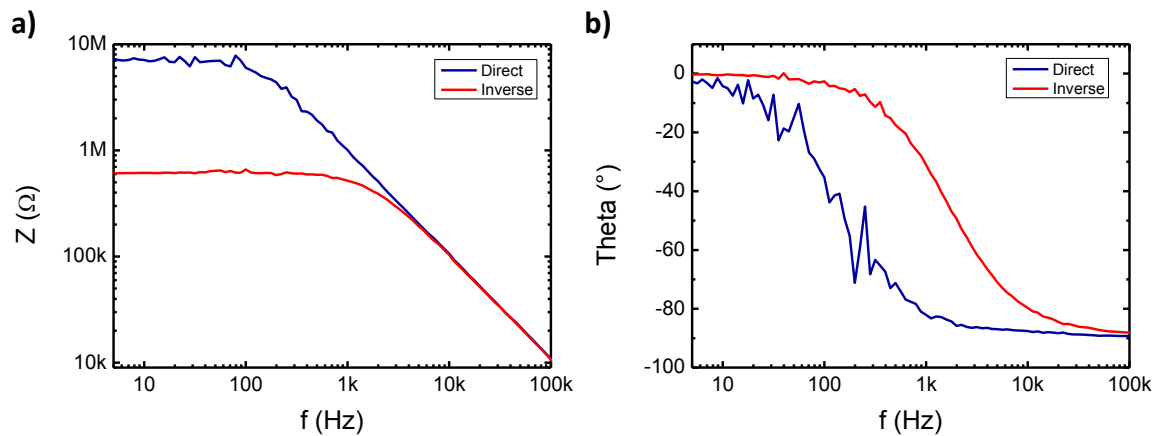 a)
10M
1M
100k
10k
Z (Ω)
10
100
1k
10k
100k
f (Hz)
Direct
Inverse
b)
0
-20
-40
-60
-80
-100
Theta (°)
10
100
1k
10k
100k
f (Hz)
Direct
Inverse